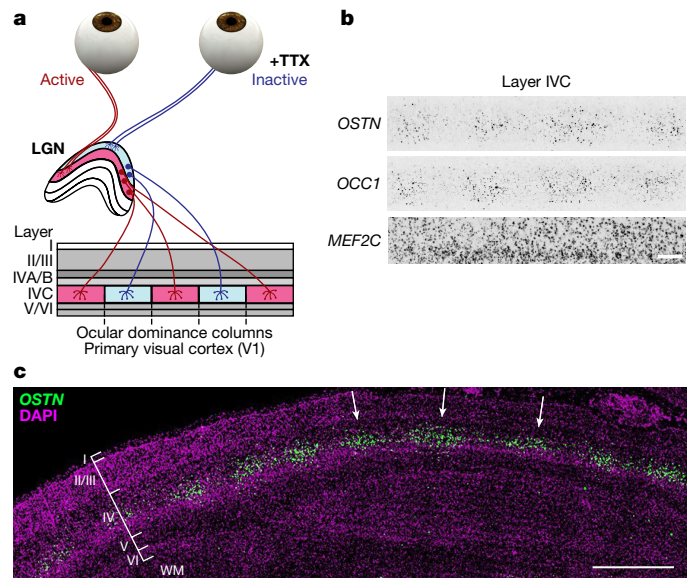 a
+TTX
Active
Inactive
LGN
Layer
I
II/III
IVA/B
IVC
V/VI
Ocular dominance columns
Primary visual cortex (V1)
b
Layer IVC
OSTN
OCC1
MEF2C
c
OSTN
DAPI
I
II/III
IV
V
VI
WM